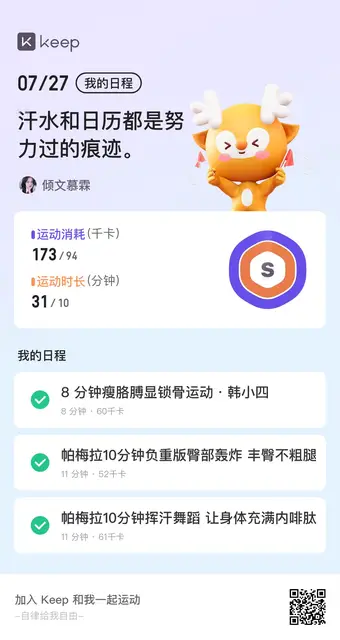 keep
07/27 我的日程
汗水和日历都是努
力过的痕迹。
倾文慕霖
运动消耗(千卡)
173/94
运动时长(分钟)
31/10
S
我的日程
8 分钟瘦胳膊显锁骨运动 · 韩小四
8 分钟 · 60千卡
帕梅拉10分钟负重版臀部轰炸 丰臀不粗腿
11 分钟 · 52千卡
帕梅拉10分钟挥汗舞蹈 让身体充满内啡肽
11 分钟 · 61千卡
加入 Keep 和我一起运动
—自律给我自由—